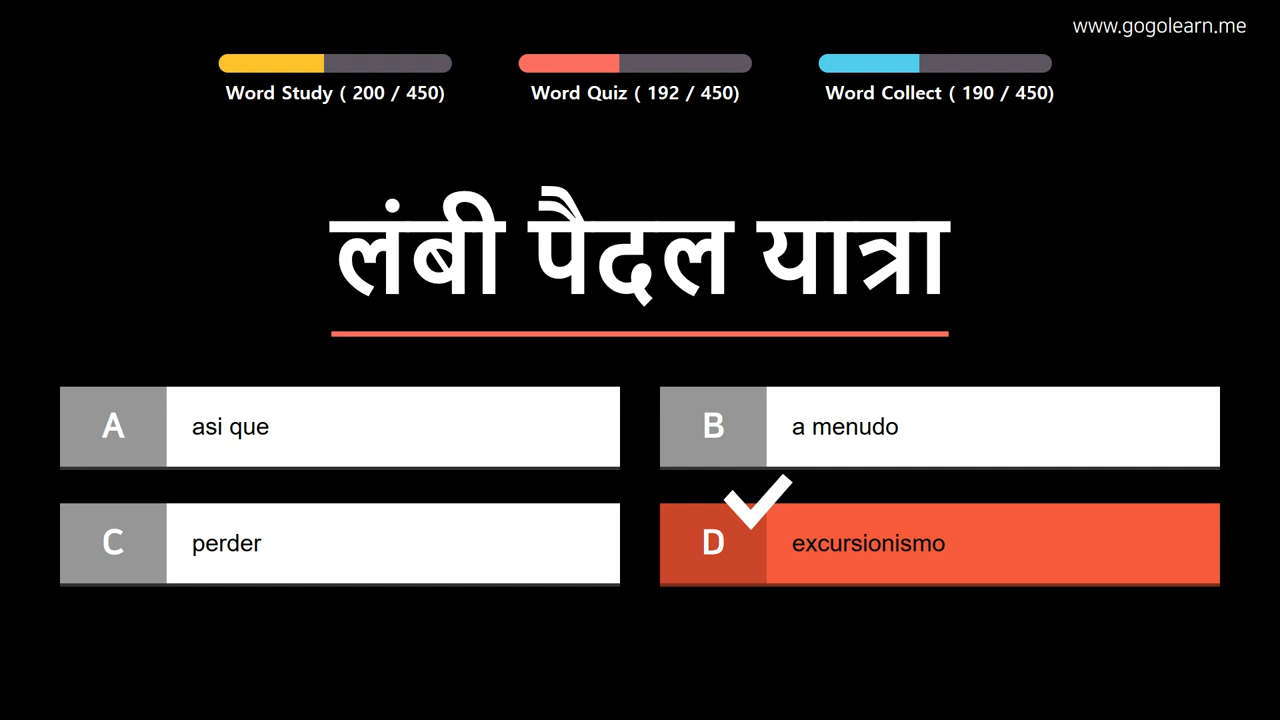 www.gogolearn.me
Word Study ( 200 / 450)
Word Quiz ( 192 / 450)
Word Collect ( 190 / 450)
लंबी पैदल यात्रा
A asi que
B a menudo
C perder
D excursionismo